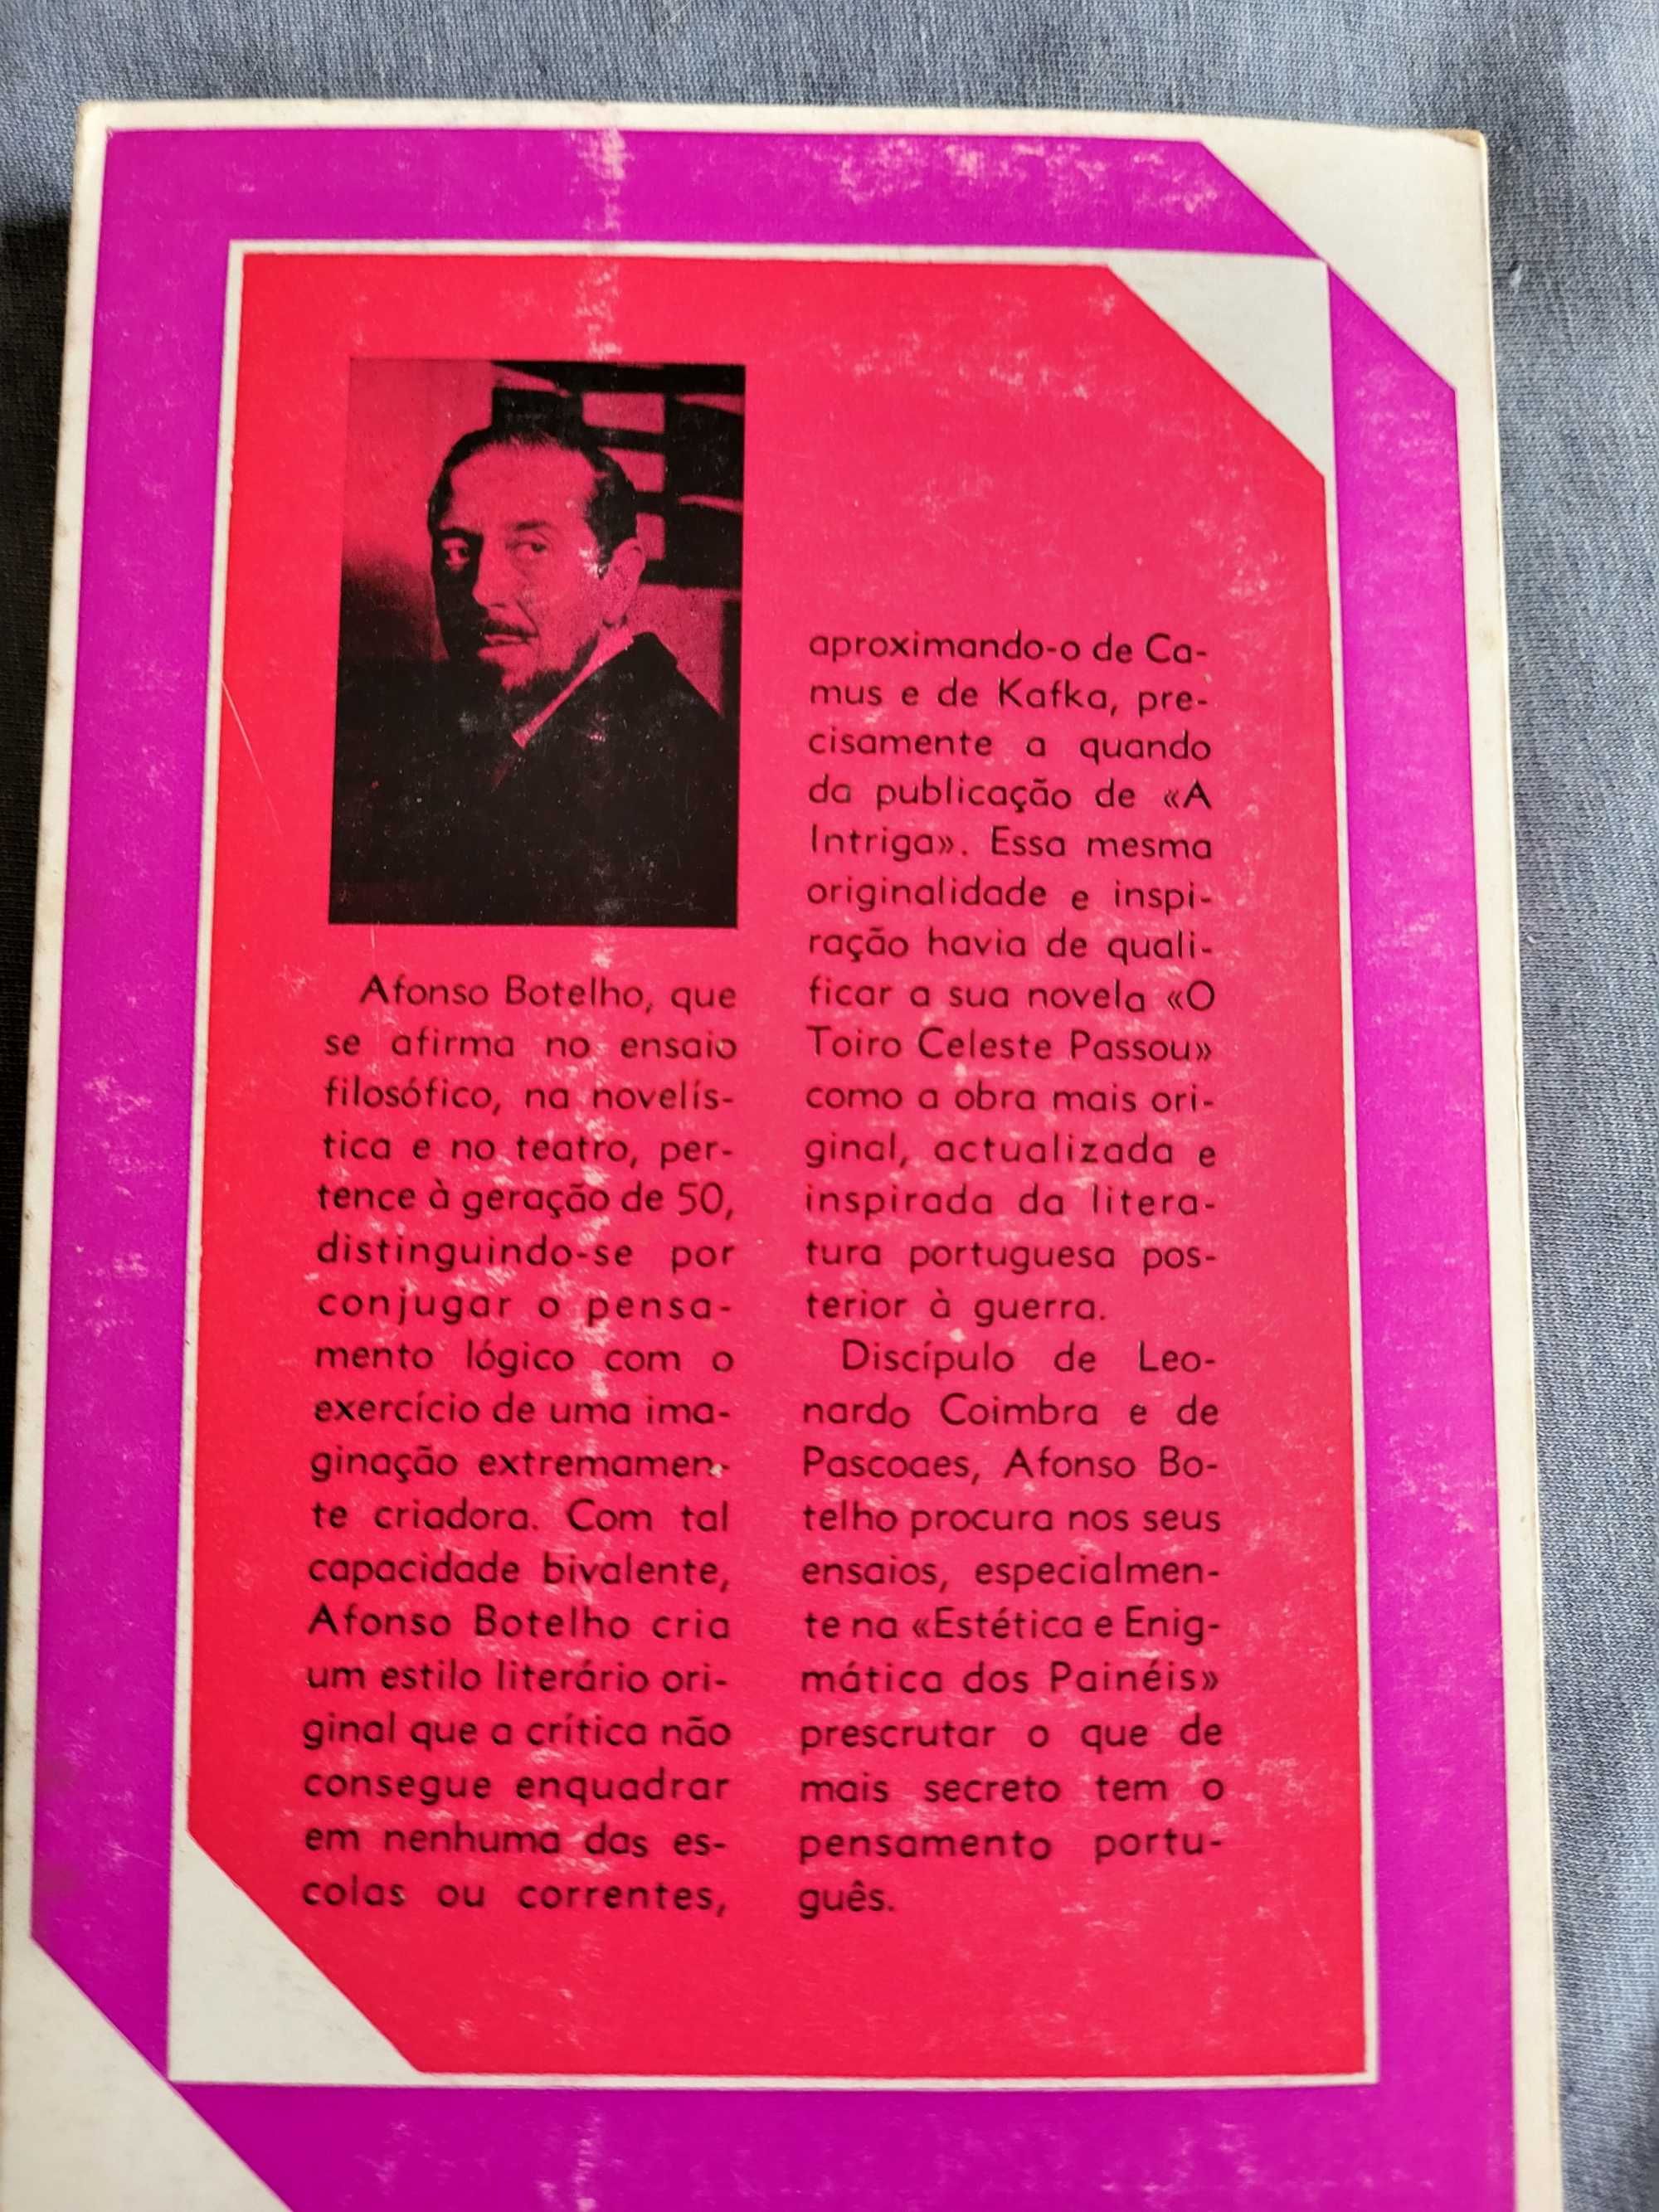 Afonso Botelho, que
se afirma no ensaio
filosófico, na novelís-
tica e no teatro, per-
tence à geração de 50,
distinguindo-se por
conjugar o pensa-
mento lógico com o
exercício de uma ima-
ginação extremamen-
te criadora. Com tal
capacidade bivalente,
Afonso Botelho cria
um estilo literário ori-
ginal que a crítica não
consegue enquadrar
em nenhuma das es-
colas ou correntes,
aproximando-o de Ca-
mus e de Kafka, pre-
cisamente a quando
da publicação de «A
Intriga». Essa mesma
originalidade e inspi-
ração havia de quali-
ficar a sua novela «O
Toiro Celeste Passou»
como a obra mais ori-
ginal, actualizada e
inspirada da litera-
tura portuguesa pos-
terior à guerra.
Discípulo de Leo-
nardo Coimbra e de
Pascoaes, Afonso Bo-
telho procura nos seus
ensaios, especialmen-
te na «Estética e Enig-
mática dos Painéis»
prescrutar o que de
mais secreto tem o
pensamento portu-
guês.